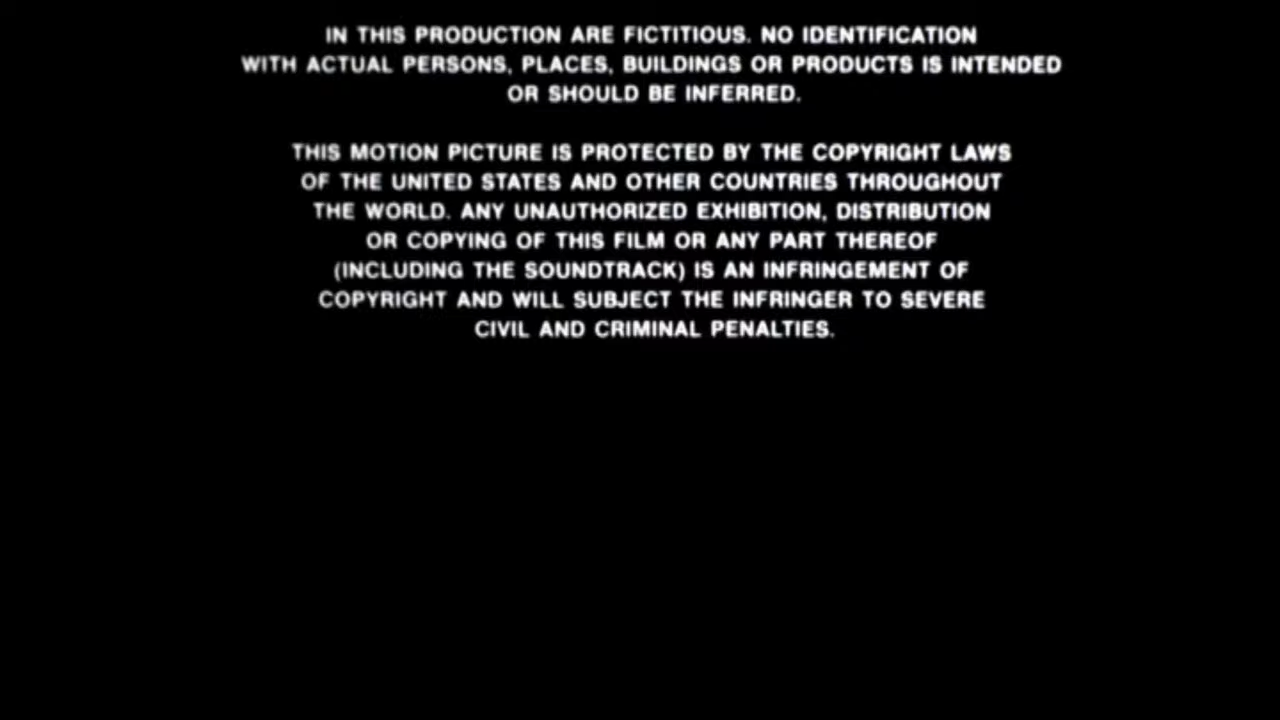 IN THIS PRODUCTION ARE FICTITIOUS. NO IDENTIFICATION
WITH ACTUAL PERSONS, PLACES, BUILDINGS OR PRODUCTS IS INTENDED
OR SHOULD BE INFERRED.
THIS MOTION PICTURE IS PROTECTED BY THE COPYRIGHT LAWS
OF THE UNITED STATES AND OTHER COUNTRIES THROUGHOUT
THE WORLD. ANY UNAUTHORIZED EXHIBITION, DISTRIBUTION
OR COPYING OF THIS FILM OR ANY PART THEREOF
(INCLUDING THE SOUNDTRACK) IS AN INFRINGEMENT OF
COPYRIGHT AND WILL SUBJECT THE INFRINGER TO SEVERE
CIVIL AND CRIMINAL PENALTIES.